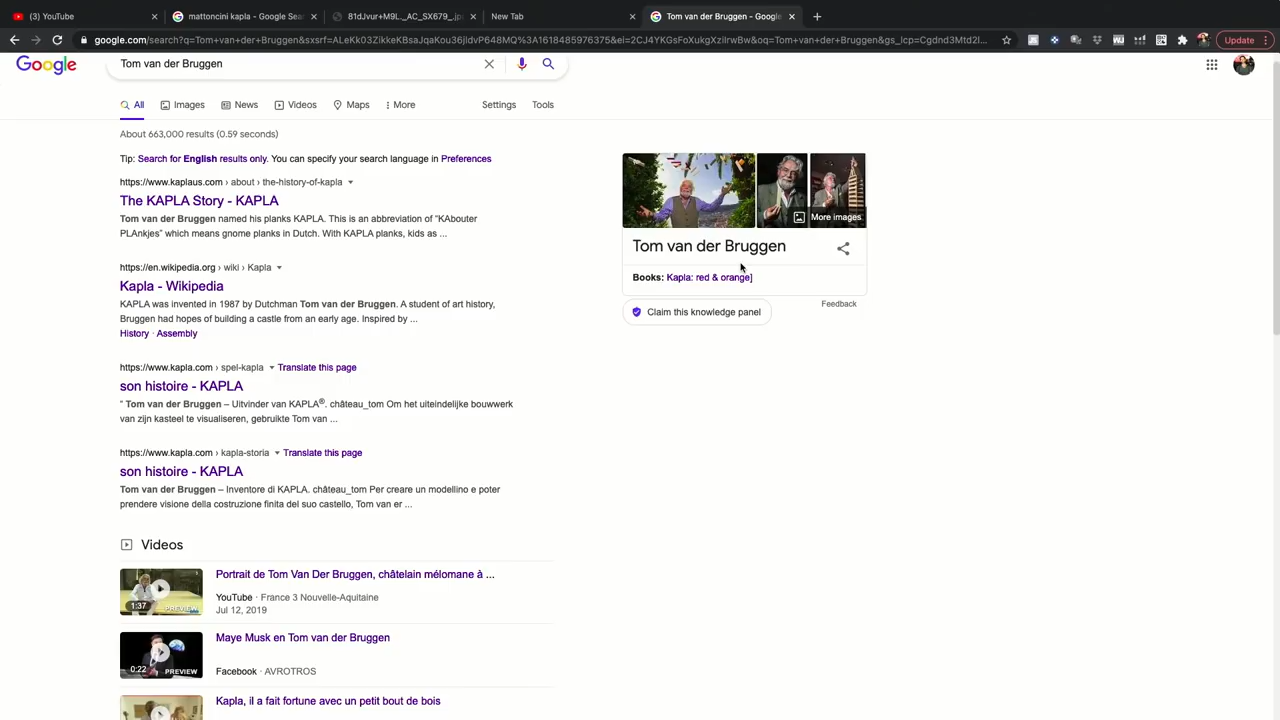 (3) YouTube
mattoncini kapla - Google Sea
81dJvur+M9L._AC_SX679_.jp
New Tab
Tom van der Bruggen - Google
Update
Google
Tom van der Bruggen
All Images News Videos Maps More Settings Tools
About 663,000 results (0.59 seconds)
Tip: Search for English results only. You can specify your search language in Preferences
https://www.kaplaus.com › about › the-history-of-kapla
The KAPLA Story - KAPLA
Tom van der Bruggen named his planks KAPLA. This is an abbreviation of "KAbouter
PLAnkjes" which means gnome planks in Dutch. With KAPLA planks, kids as ...
https://en.wikipedia.org › wiki › Kapla
Kapla - Wikipedia
KAPLA was invented in 1987 by Dutchman Tom van der Bruggen. A student of art history,
Bruggen had hopes of building a castle from an early age. Inspired by ...
History · Assembly
https://www.kapla.com › spel-kapla Translate this page
son histoire - KAPLA
" Tom van der Bruggen – Uitvinder van KAPLA®. château_tom Om het uiteindelijke bouwwerk
van zijn kasteel te visualiseren, gebruikte Tom van ...
https://www.kapla.com › kapla-storia Translate this page
son histoire - KAPLA
Tom van der Bruggen – Inventore di KAPLA. château_tom Per creare un modellino e poter
prendere visione della costruzione finita del suo castello, Tom van er ...
Videos
Portrait de Tom Van Der Bruggen, châtelain mélomane à ...
YouTube · France 3 Nouvelle-Aquitaine
Jul 12, 2019
1:37 PREVIEW
Maye Musk en Tom van der Bruggen
Facebook · AVROTROS
0:22 PREVIEW
Kapla, il a fait fortune avec un petit bout de bois
More images
Tom van der Bruggen
Books: Kapla: red & orange]
Feedback
Claim this knowledge panel